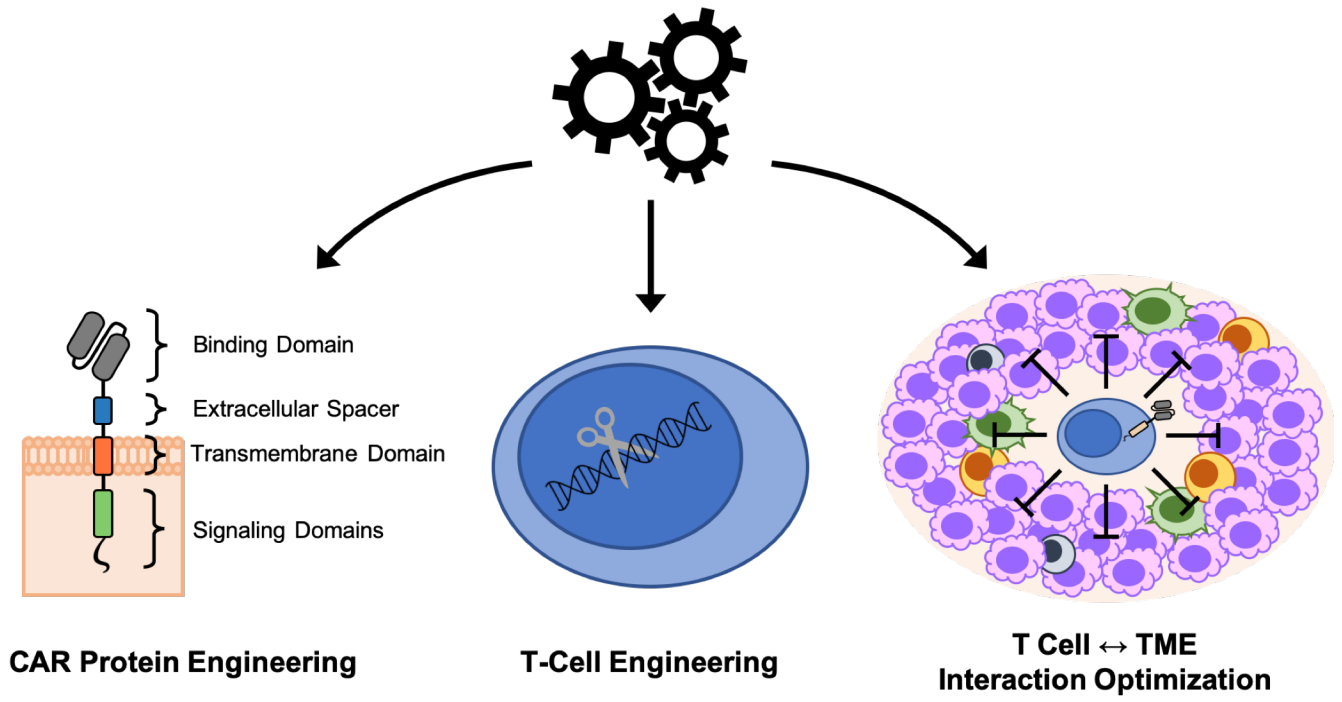 Binding Domain
Extracellular Spacer
Transmembrane Domain
Signaling Domains
CAR Protein Engineering
T-Cell Engineering
T Cell ↔ TME
Interaction Optimization